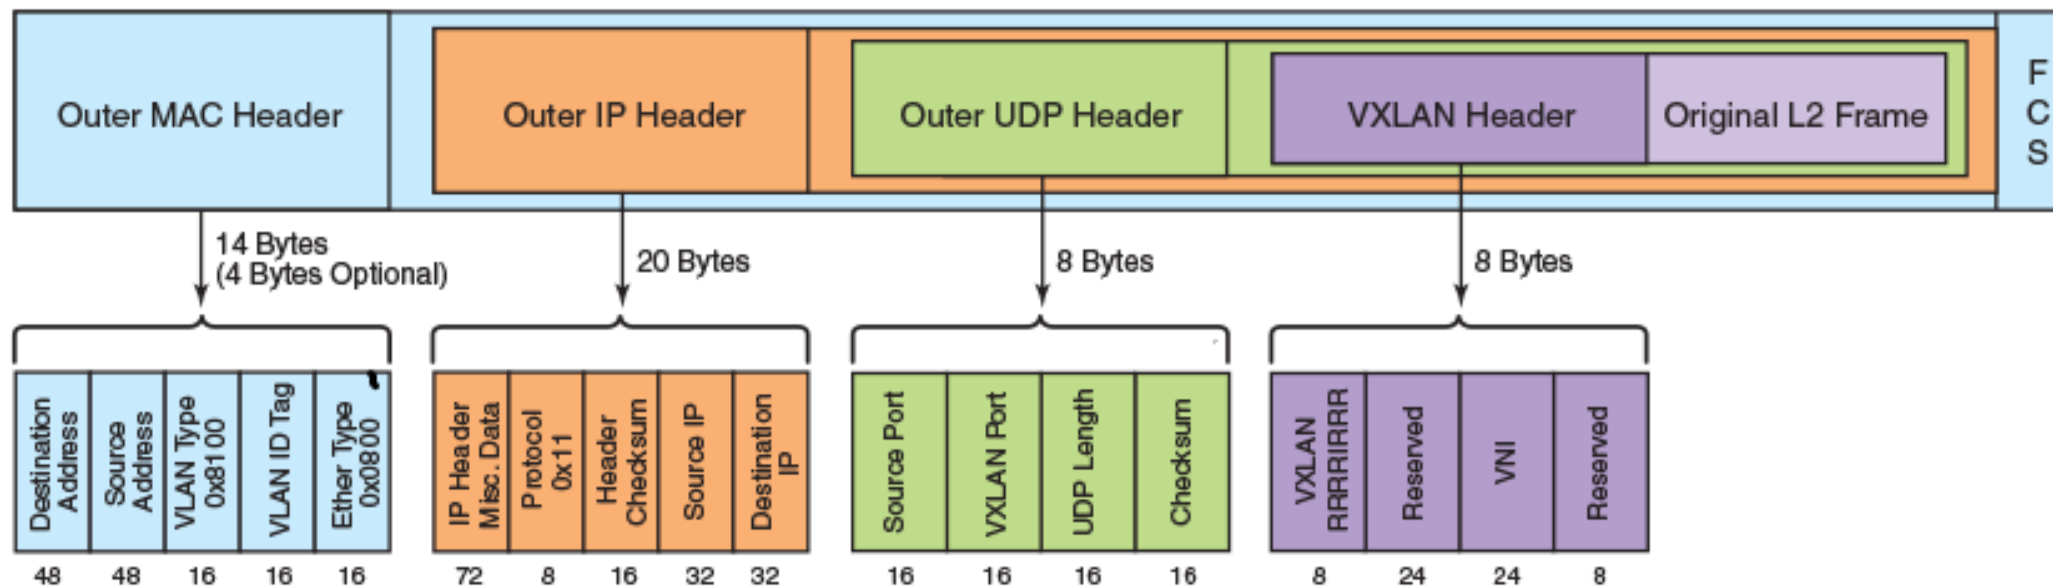 Outer MAC Header
Outer IP Header
Outer UDP Header
VXLAN Header
Original L2 Frame
F
C
S
14 Bytes
(4 Bytes Optional)
20 Bytes
8 Bytes
8 Bytes
Destination
Address
Source
Address
VLAN Type
0x8100
VLAN ID Tag
Ether Type
0x0800
IP Header
Misc. Data
Protocol
0x11
Header
Checksum
Source IP
Destination
IP
Source Port
VXLAN Port
UDP Length
Checksum
VXLAN
RRRRIRRR
Reserved
VNI
Reserved
48 48 16 16 16
72 8 16 32 32
16 16 16 16
8 24 24 8